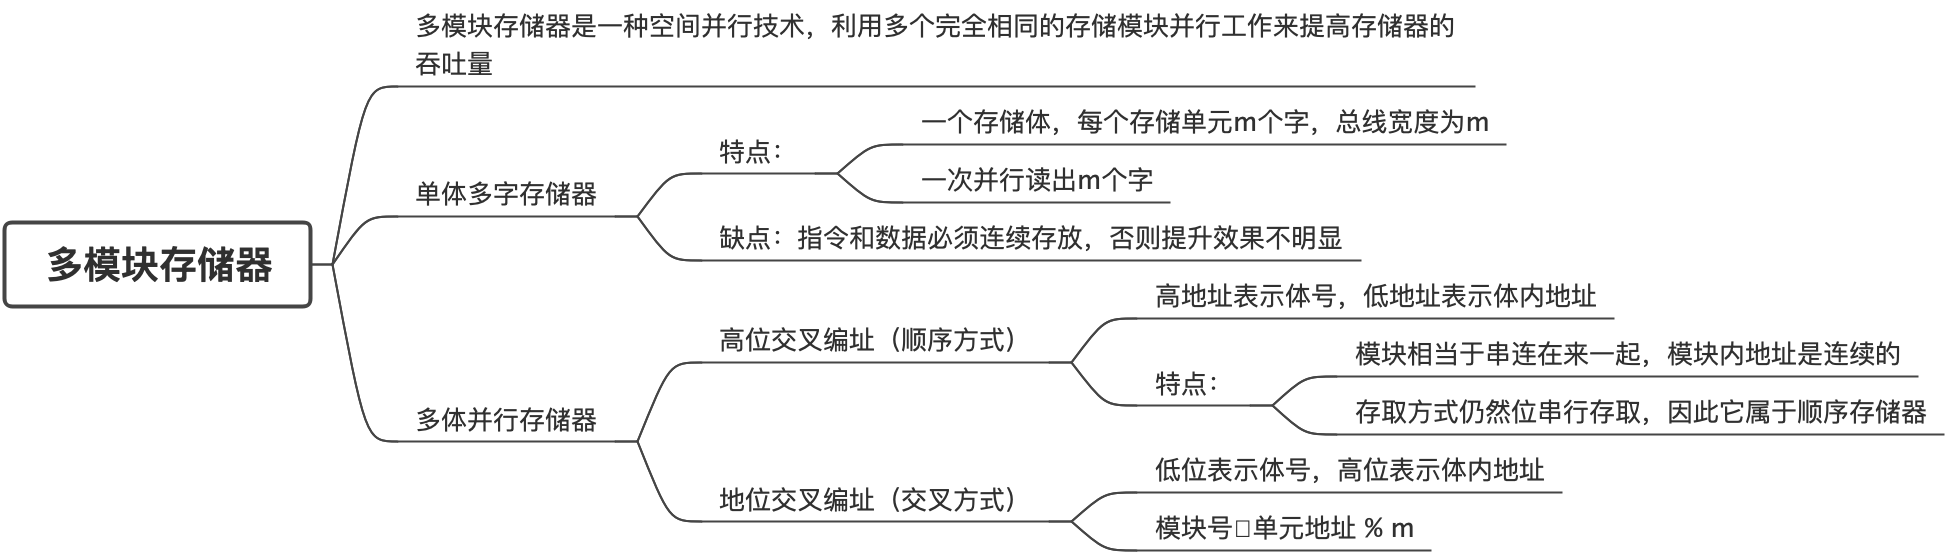 多模块存储器是一种空间并行技术，利用多个完全相同的存储模块并行工作来提高存储器的
吞吐量
一个存储体，每个存储单元m个字，总线宽度为m
特点：
一次并行读出m个字
单体多字存储器
缺点：指令和数据必须连续存放，否则提升效果不明显
多模块存储器
高地址表示体号，低地址表示体内地址
高位交叉编址（顺序方式）
模块相当于串连在来一起，模块内地址是连续的
特点：
存取方式仍然位串行存取，因此它属于顺序存储器
多体并行存储器
低位表示体号，高位表示体内地址
地位交叉编址（交叉方式）
模块号□单元地址 % m